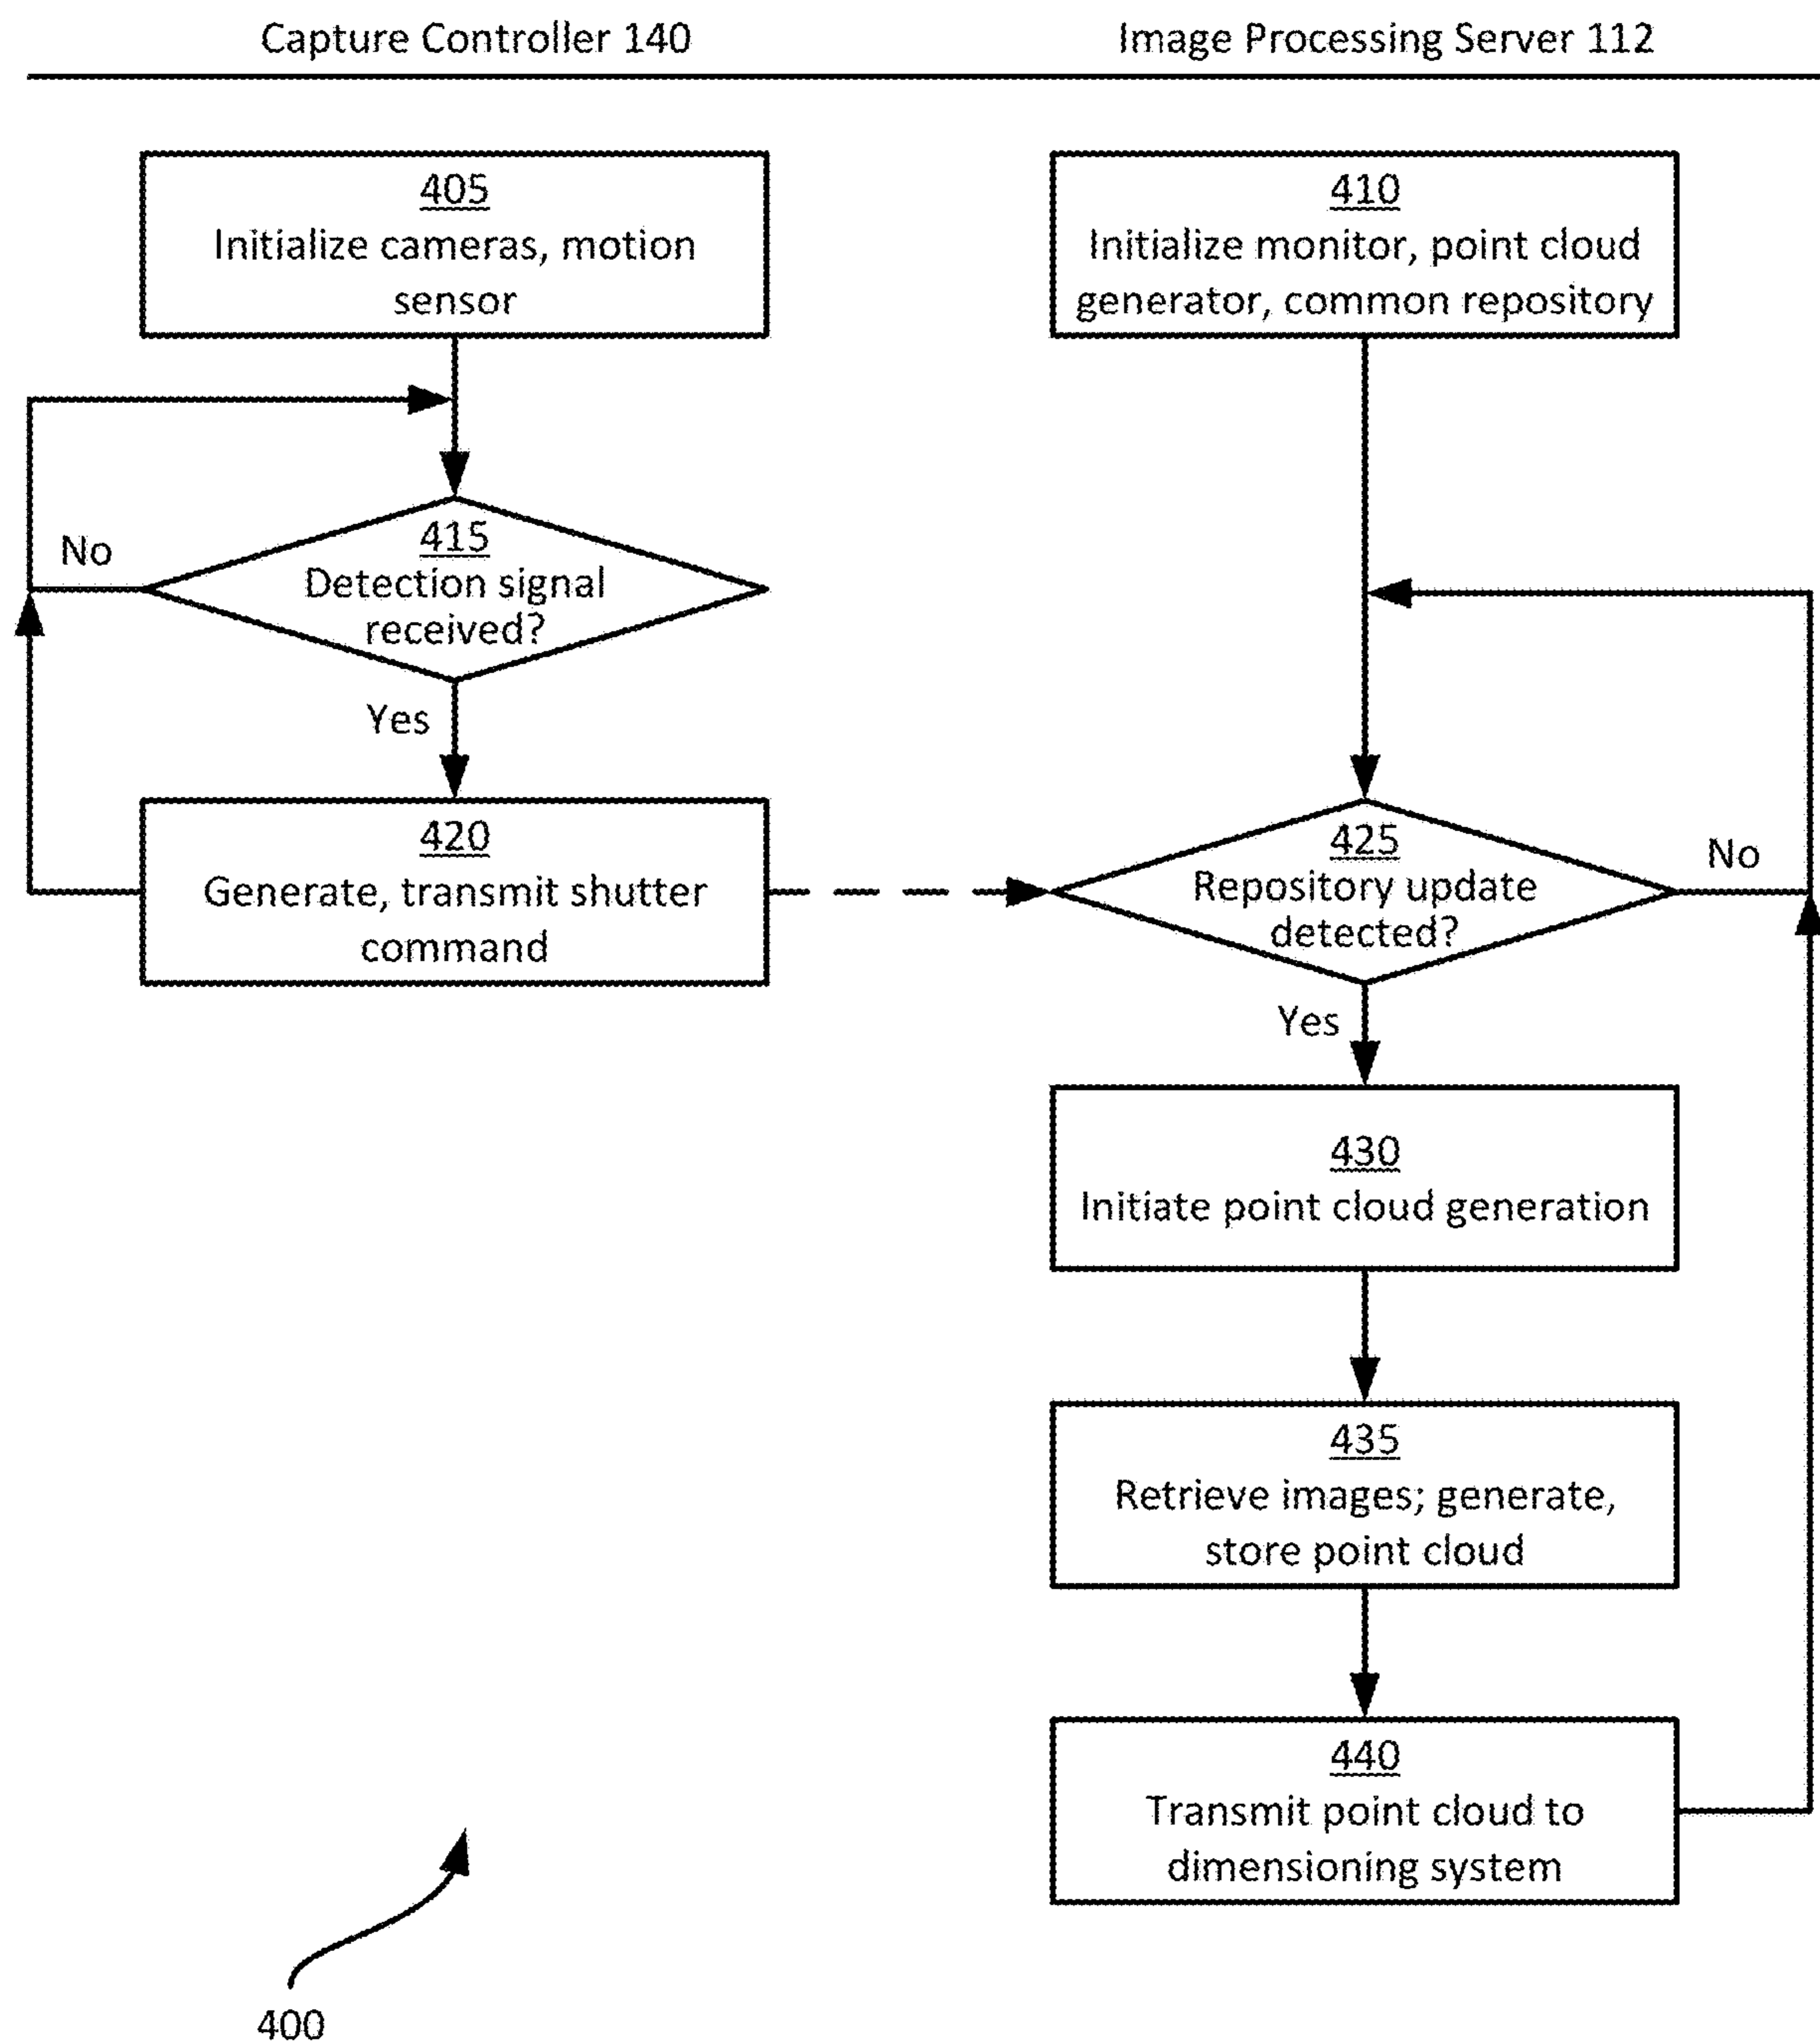 Capture Controller 140
Image Processing Server 112
405
Initialize cameras, motion
sensor
410
Initialize monitor, point cloud
generator, common repository
415
Detection signal
received?
No
Yes
420
Generate, transmit shutter
command
425
Repository update
detected?
No
Yes
430
Initiate point cloud generation
435
Retrieve images; generate,
store point cloud
440
Transmit point cloud to
dimensioning system
400